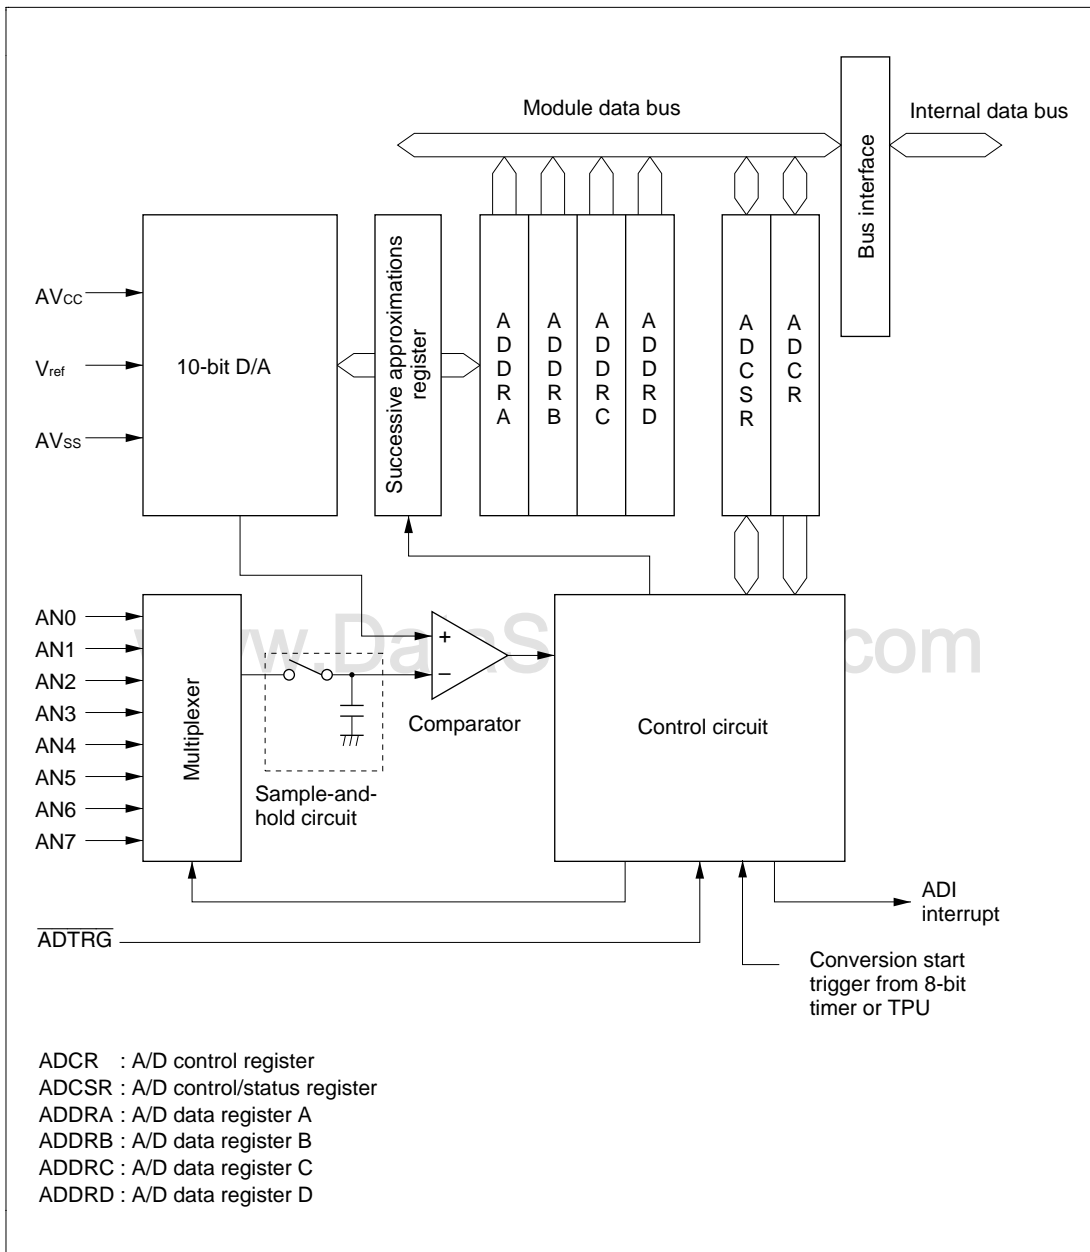 Module data bus
Internal data bus
Bus interface
AVCC
Vref
AVSS
10-bit D/A
Successive approximations
register
ADDRA
ADDRB
ADDRC
ADDRD
ADCSR
ADCR
AN0
AN1
AN2
AN3
AN4
AN5
AN6
AN7
Multiplexer
+
−
Comparator
Sample-and-
hold circuit
Control circuit
ADI
interrupt
ADTRG
Conversion start
trigger from 8-bit
timer or TPU
ADCR : A/D control register
ADCSR : A/D control/status register
ADDRA : A/D data register A
ADDRB : A/D data register B
ADDRC : A/D data register C
ADDRD : A/D data register D